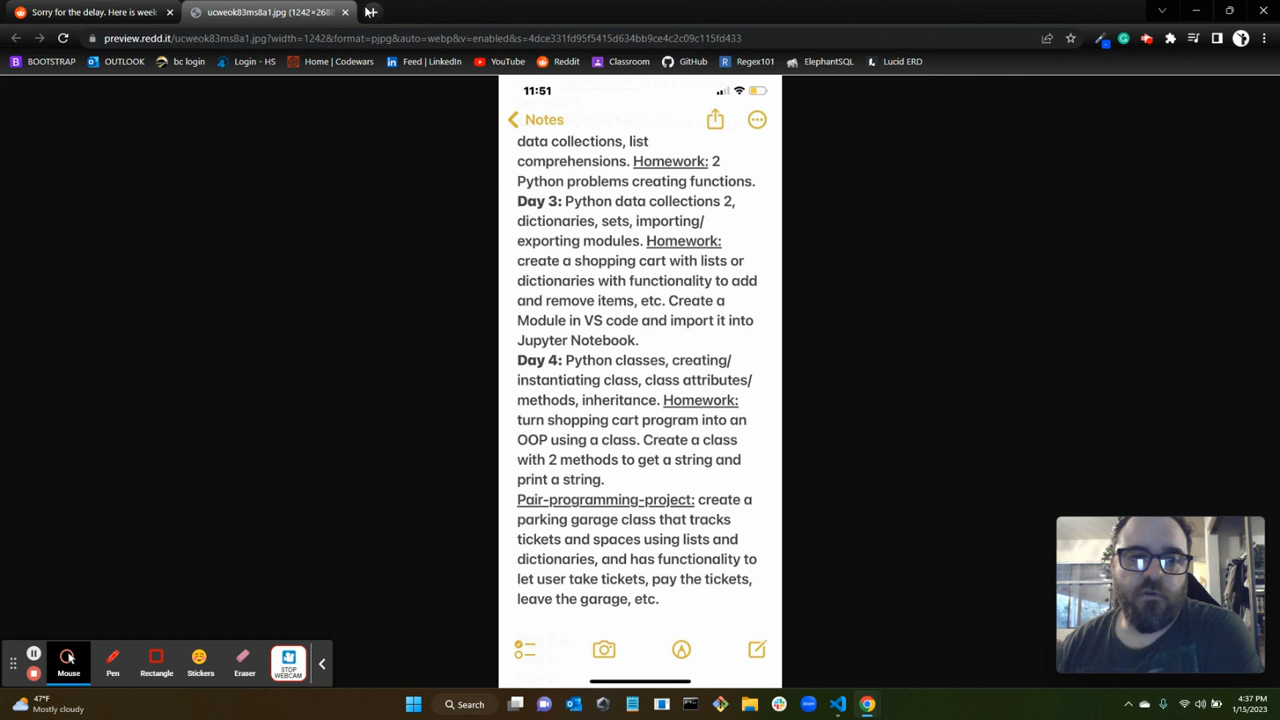 Sorry for the delay. Here is week
ucweok83ms8a1.jpg (1242×2688
preview.redd.it/ucweok83ms8a1.jpg?width=1242&format=pjpg&auto=webp&v=enabled&s=4dce331fd95f5415d634bb9ce4c2c09c115fd433
BOOTSTRAP OUTLOOK bc login Login - HS Home | Codewars Feed | LinkedIn YouTube Reddit Classroom GitHub Regex101 ElephantSQL Lucid ERD
11:51
Notes
data collections, list
comprehensions. Homework: 2
Python problems creating functions.
Day 3: Python data collections 2,
dictionaries, sets, importing/
exporting modules. Homework:
create a shopping cart with lists or
dictionaries with functionality to add
and remove items, etc. Create a
Module in VS code and import it into
Jupyter Notebook.
Day 4: Python classes, creating/
instantiating class, class attributes/
methods, inheritance. Homework:
turn shopping cart program into an
OOP using a class. Create a class
with 2 methods to get a string and
print a string.
Pair-programming-project: create a
parking garage class that tracks
tickets and spaces using lists and
dictionaries, and has functionality to
let user take tickets, pay the tickets,
leave the garage, etc.
Mouse Pen Rectangle Stickers Eraser STOP WEBCAM
47°F
Mostly cloudy
Search
4:37 PM
1/15/2023